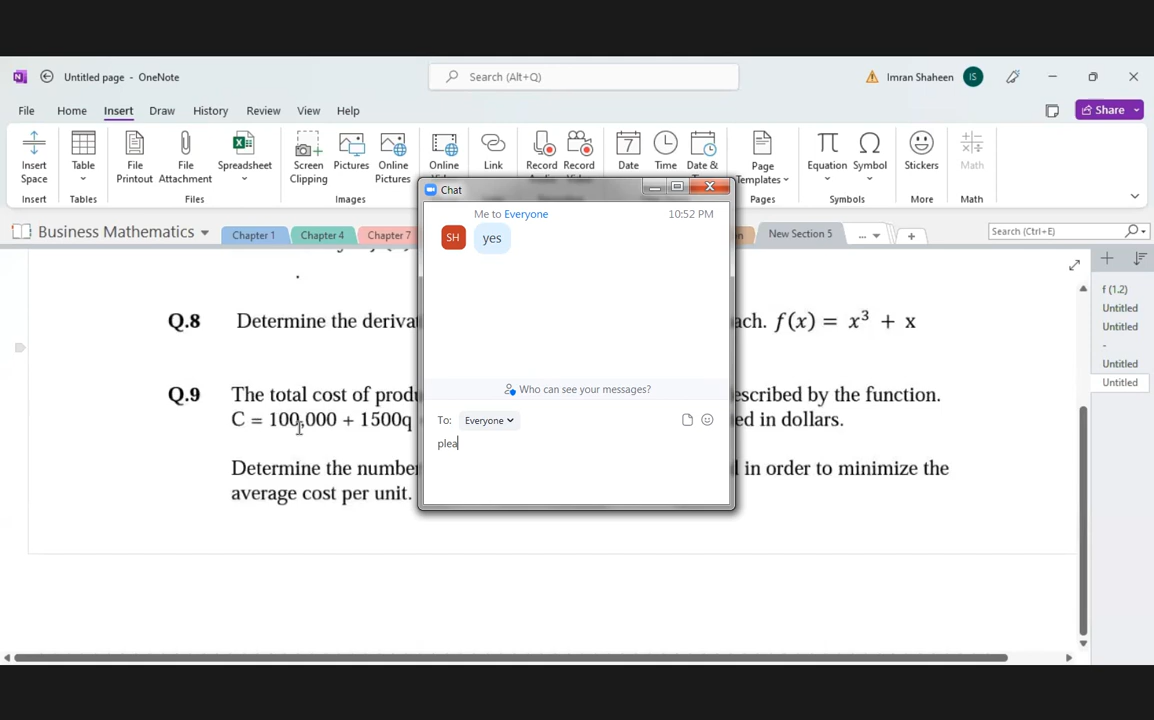 Untitled page - OneNote
Search (Alt+Q)
Imran Shaheen
IS
File
Home
Insert
Draw
History
Review
View
Help
Share
Insert Space
Table
File Printout
File Attachment
Spreadsheet
Screen Clipping
Pictures
Online Pictures
Online
Link
Record
Record
Date
Time
Date &
Page Templates
Equation
Symbol
Stickers
Math
Insert
Tables
Files
Images
Pages
Symbols
More
Math
Business Mathematics
Chapter 1
Chapter 4
Chapter 7
New Section 5
...
Search (Ctrl+E)
f (1.2)
Untitled
Untitled
-
Untitled
Untitled
Chat
Me to Everyone
10:52 PM
SH
yes
Who can see your messages?
To: Everyone
plea
Q.8 Determine the deriva ach. f(x) = x³ + x
Q.9 The total cost of produ escribed by the function.
C = 100,000 + 1500q ed in dollars.
Determine the number in order to minimize the
average cost per unit.